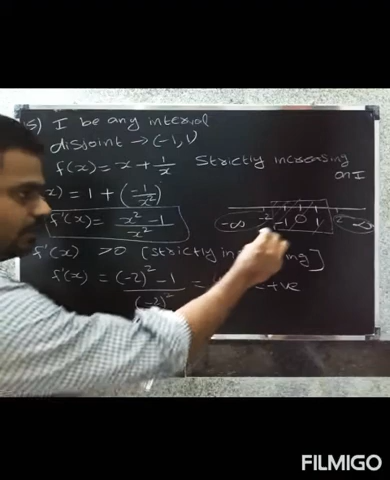 5) I be any interval
disjoint → (-1, 1)
f(x) = x + 1/x strictly increasing on I
x) = 1 + (-1/x²)
f'(x) = x² - 1 / x²
-∞ -2 -1 0 1 2
f'(x) > 0 [strictly in ing]
f'(x) = (-2)² - 1 / (-2)² = = +ve
FILMIGO